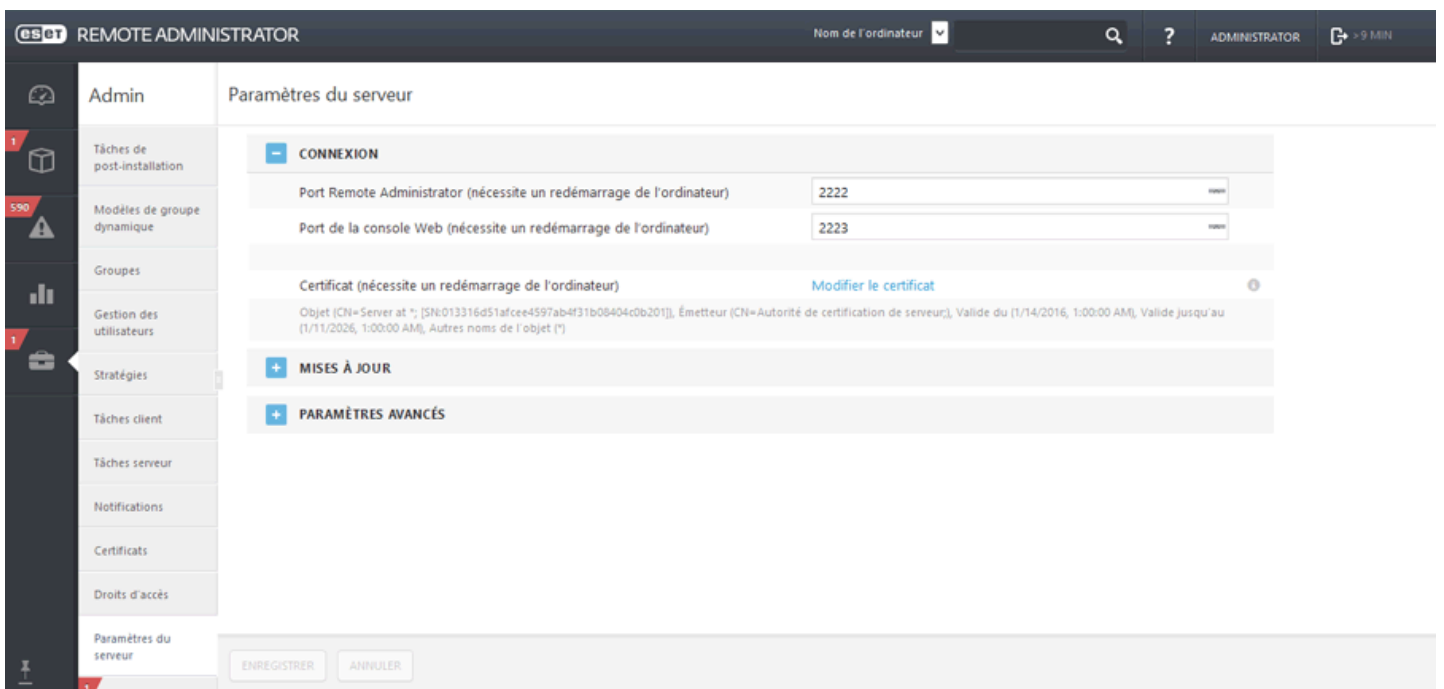 eset REMOTE ADMINISTRATOR
Nom de l'ordinateur
?
ADMINISTRATOR
>9 MIN
Admin
Paramètres du serveur
1
590
1
Tâches de
post-installation
Modèles de groupe
dynamique
Groupes
Gestion des
utilisateurs
Stratégies
Tâches client
Tâches serveur
Notifications
Certificats
Droits d'accès
Paramètres du
serveur
1
CONNEXION
Port Remote Administrator (nécessite un redémarrage de l'ordinateur)
2222
Port de la console Web (nécessite un redémarrage de l'ordinateur)
2223
Certificat (nécessite un redémarrage de l'ordinateur)
Modifier le certificat
Objet (CN=Server at *; [SN:013316d51afcee4597ab4f31b08404c0b201]), Émetteur (CN=Autorité de certification de serveur;), Valide du (1/14/2016, 1:00:00 AM), Valide jusqu'au
(1/11/2026, 1:00:00 AM), Autres noms de l'objet (*)
MISES À JOUR
PARAMÈTRES AVANCÉS
ENREGISTRER
ANNULER